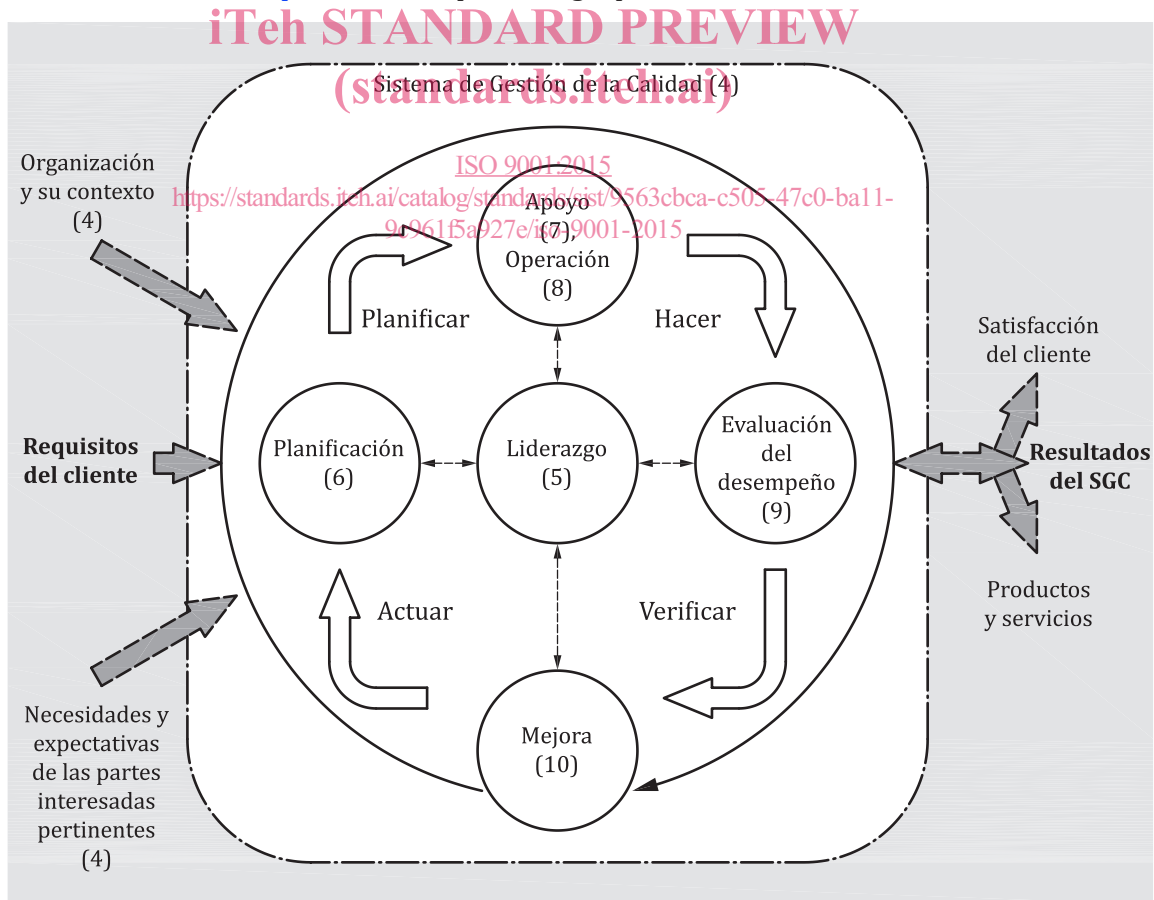 iTeh STANDARD PREVIEW
(standards.iteh.ai)
Sistema de Gestión de la Calidad (4)
ISO 9001:2015
https://standards.iteh.ai/catalog/standards/sist/9563cbca-c505-47c0-ba11-
9c961f5a927e/iso-9001-2015
Organización
y su contexto
(4)
Apoyo
(7),
Operación
(8)
Planificar
Hacer
Satisfacción
del cliente
Requisitos
del cliente
Planificación
(6)
Liderazgo
(5)
Evaluación
del
desempeño
(9)
Resultados
del SGC
Actuar
Verificar
Productos
y servicios
Necesidades y
expectativas
de las partes
interesadas
pertinentes
(4)
Mejora
(10)